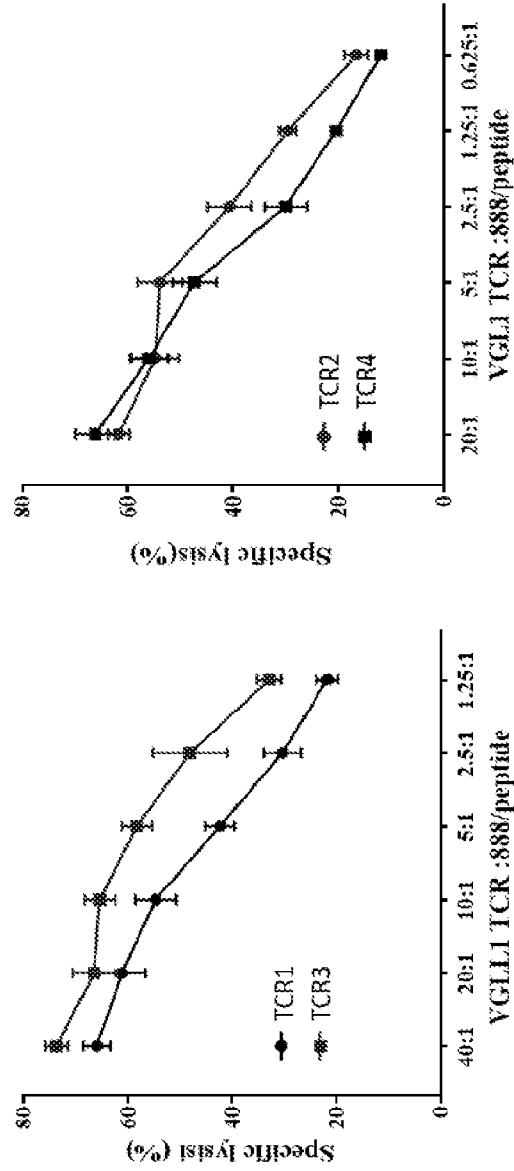 Specific lysisi (%)
80
60
40
20
0
40:1 20:1 10:1 5:1 2.5:1 1.25:1
VGLL1 TCR :888/peptide
TCR1
TCR3
Specific lysis(%)
80
60
40
20
0
20:1 10:1 5:1 2.5:1 1.25:1 0.625:1
VGL1 TCR :888/peptide
TCR2
TCR4